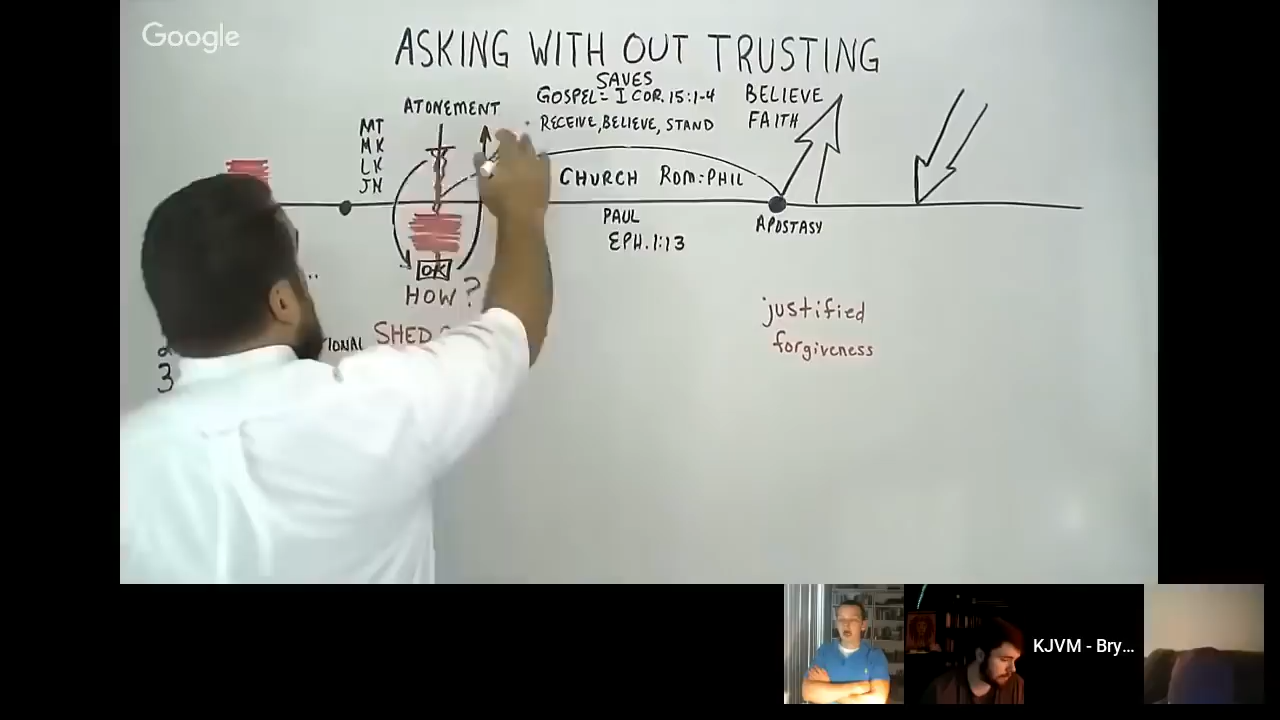 Google
ASKING WITH OUT TRUSTING
SAVES
ATONEMENT
GOSPEL = I COR. 15:1-4
BELIEVE
RECEIVE, BELIEVE, STAND
FAITH
MT
MK
LK
JN
CHURCH ROM:PHIL
PAUL
APOSTASY
EPH. 1:13
OK
HOW?
justified
SHED
forgiveness
3
KJVM - Bry...